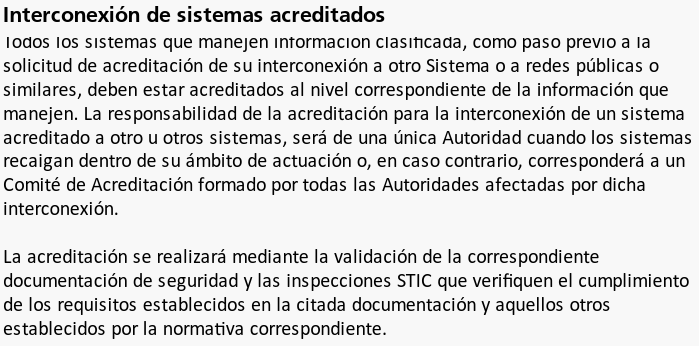 Interconexión de sistemas acreditados
Todos los sistemas que manejen información clasificada, como paso previo a la
solicitud de acreditación de su interconexión a otro Sistema o a redes públicas o
similares, deben estar acreditados al nivel correspondiente de la información que
manejen. La responsabilidad de la acreditación para la interconexión de un sistema
acreditado a otro u otros sistemas, será de una única Autoridad cuando los sistemas
recaigan dentro de su ámbito de actuación o, en caso contrario, corresponderá a un
Comité de Acreditación formado por todas las Autoridades afectadas por dicha
interconexión.
La acreditación se realizará mediante la validación de la correspondiente
documentación de seguridad y las inspecciones STIC que verifiquen el cumplimiento
de los requisitos establecidos en la citada documentación y aquellos otros
establecidos por la normativa correspondiente.